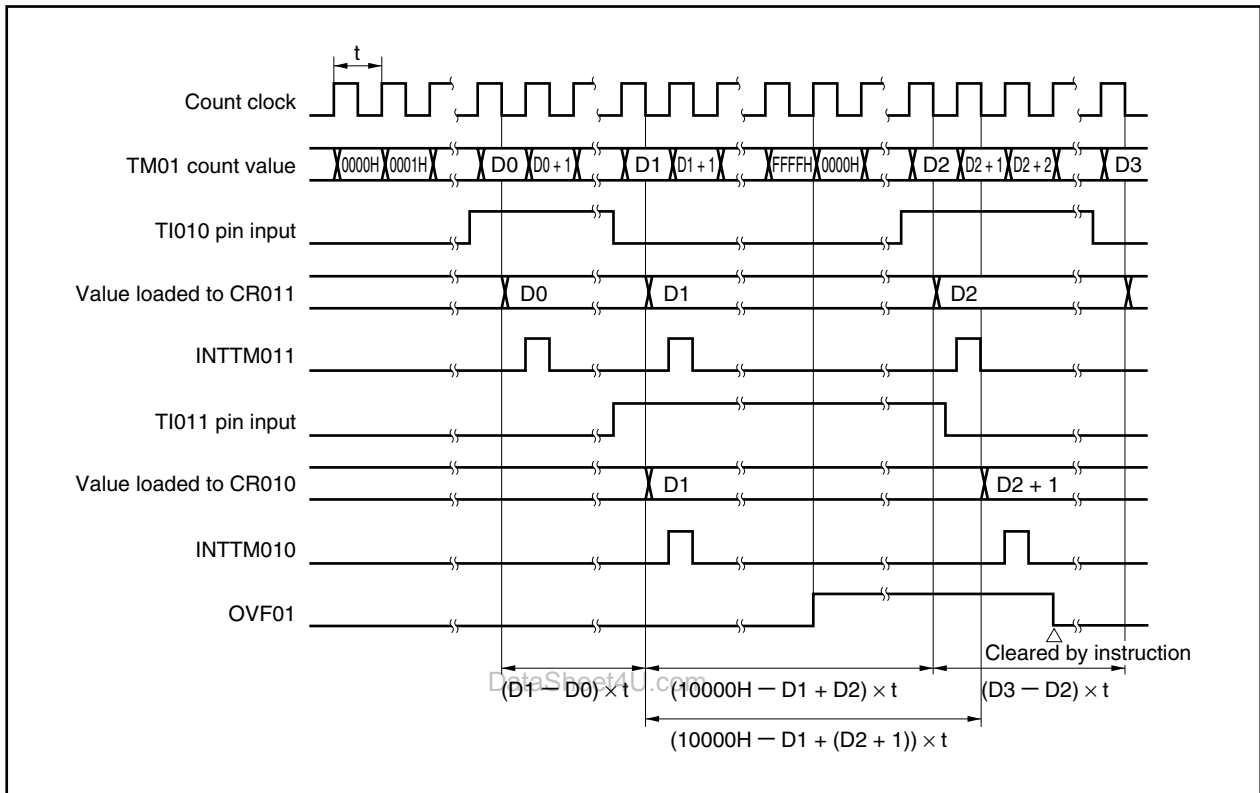 t
Count clock
TM01 count value 0000H 0001H D0 D0 + 1 D1 D1 + 1 FFFFH 0000H D2 D2 + 1 D2 + 2 D3
TI010 pin input
Value loaded to CR011 D0 D1 D2
INTTM011
TI011 pin input
Value loaded to CR010 D1 D2 + 1
INTTM010
OVF01
Cleared by instruction
DataSheet4U.com
(D1 — D0) × t (10000H — D1 + D2) × t (D3 — D2) × t
(10000H — D1 + (D2 + 1)) × t